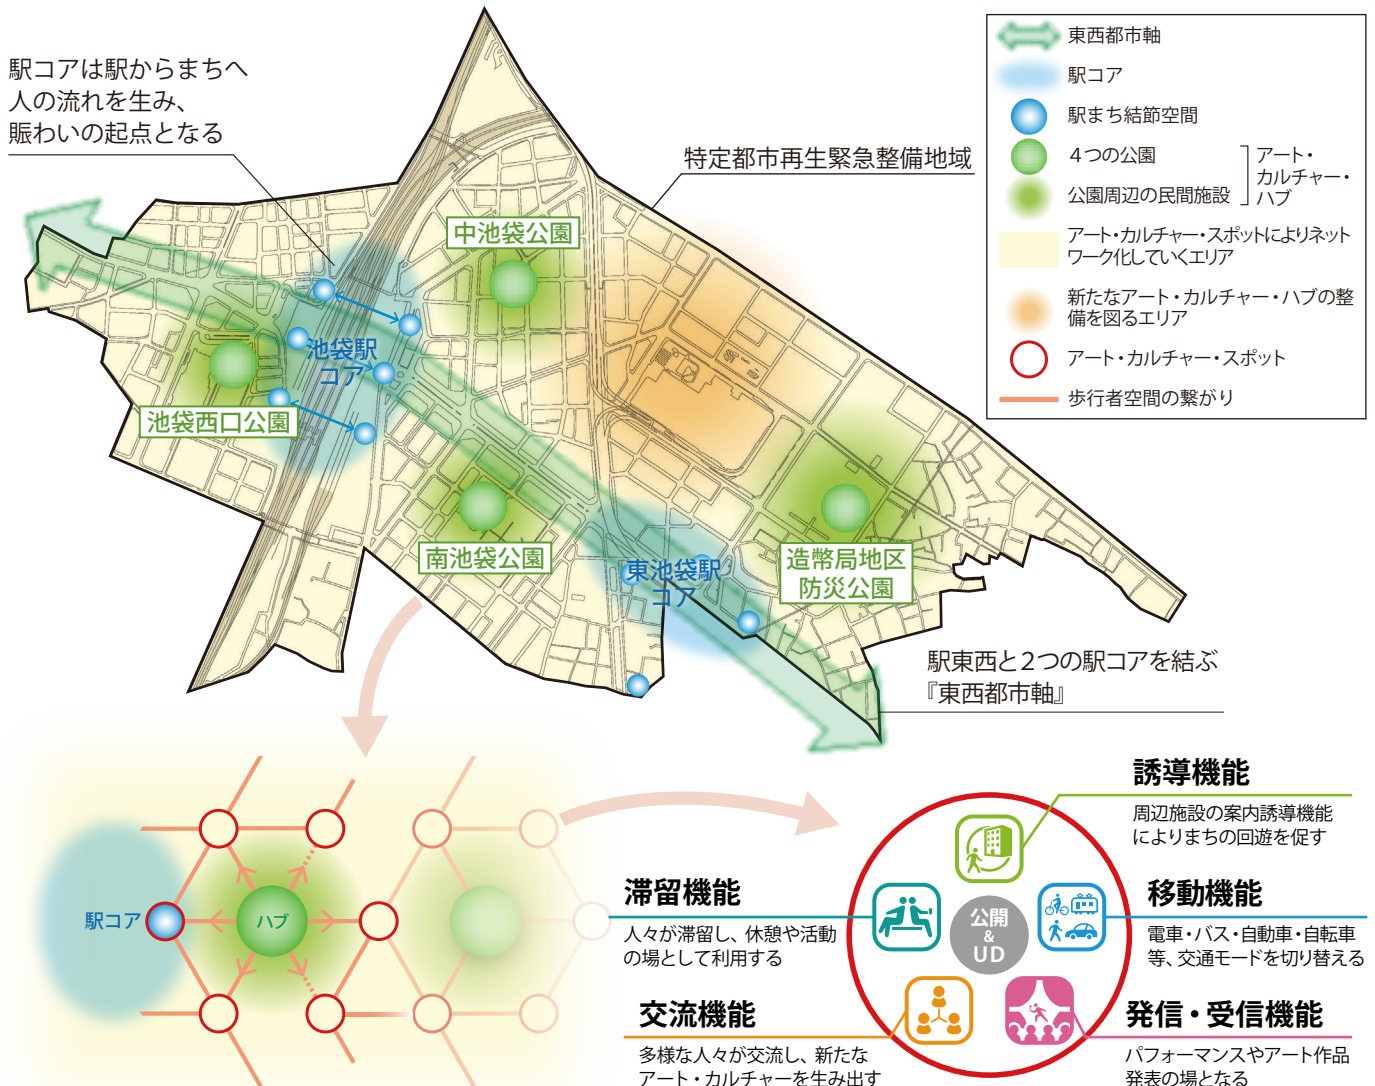 駅コアは駅からまちへ
人の流れを生み、
賑わいの起点となる
特定都市再生緊急整備地域
東西都市軸
駅コア
駅まち結節空間
4つの公園
公園周辺の民間施設
アート・
カルチャー・
ハブ
アート・カルチャー・スポットによりネット
ワーク化していくエリア
新たなアート・カルチャー・ハブの整
備を図るエリア
アート・カルチャー・スポット
歩行者空間の繋がり
中池袋公園
池袋駅
コア
池袋西口公園
南池袋公園
東池袋駅
コア
造幣局地区
防災公園
駅東西と2つの駅コアを結ぶ
『東西都市軸』
駅コア
ハブ
誘導機能
周辺施設の案内誘導機能
によりまちの回遊を促す
滞留機能
人々が滞留し、休憩や活動
の場として利用する
公開
&
UD
移動機能
電車・バス・自動車・自転車
等、交通モードを切り替える
交流機能
多様な人々が交流し、新たな
アート・カルチャーを生み出す
発信・受信機能
パフォーマンスやアート作品
発表の場となる